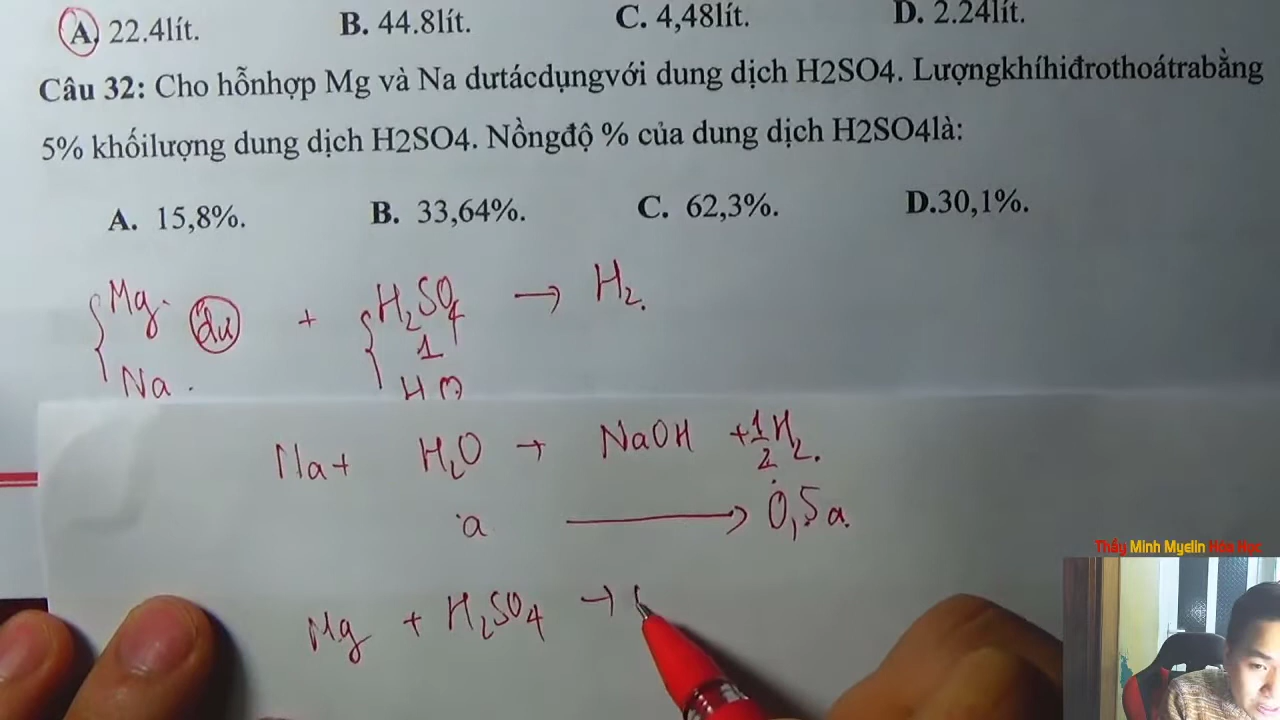 A. 22.4lít. B. 44.8lít. C. 4,48lít. D. 2.24lít.
Câu 32: Cho hỗnhợp Mg và Na dưtácdụngvới dung dịch H2SO4. Lượngkhíhiđrothoátrabằng
5% khốilượng dung dịch H2SO4. Nồngđộ % của dung dịch H2SO4là:
A. 15,8%. B. 33,64%. C. 62,3%. D.30,1%.
Mg dư + H2SO4 → H2.
1
Na.
Na + H2O → NaOH + 1/2 H2.
a → 0,5a.
Thầy Minh Myelin Hóa Học
Mg + H2SO4 →